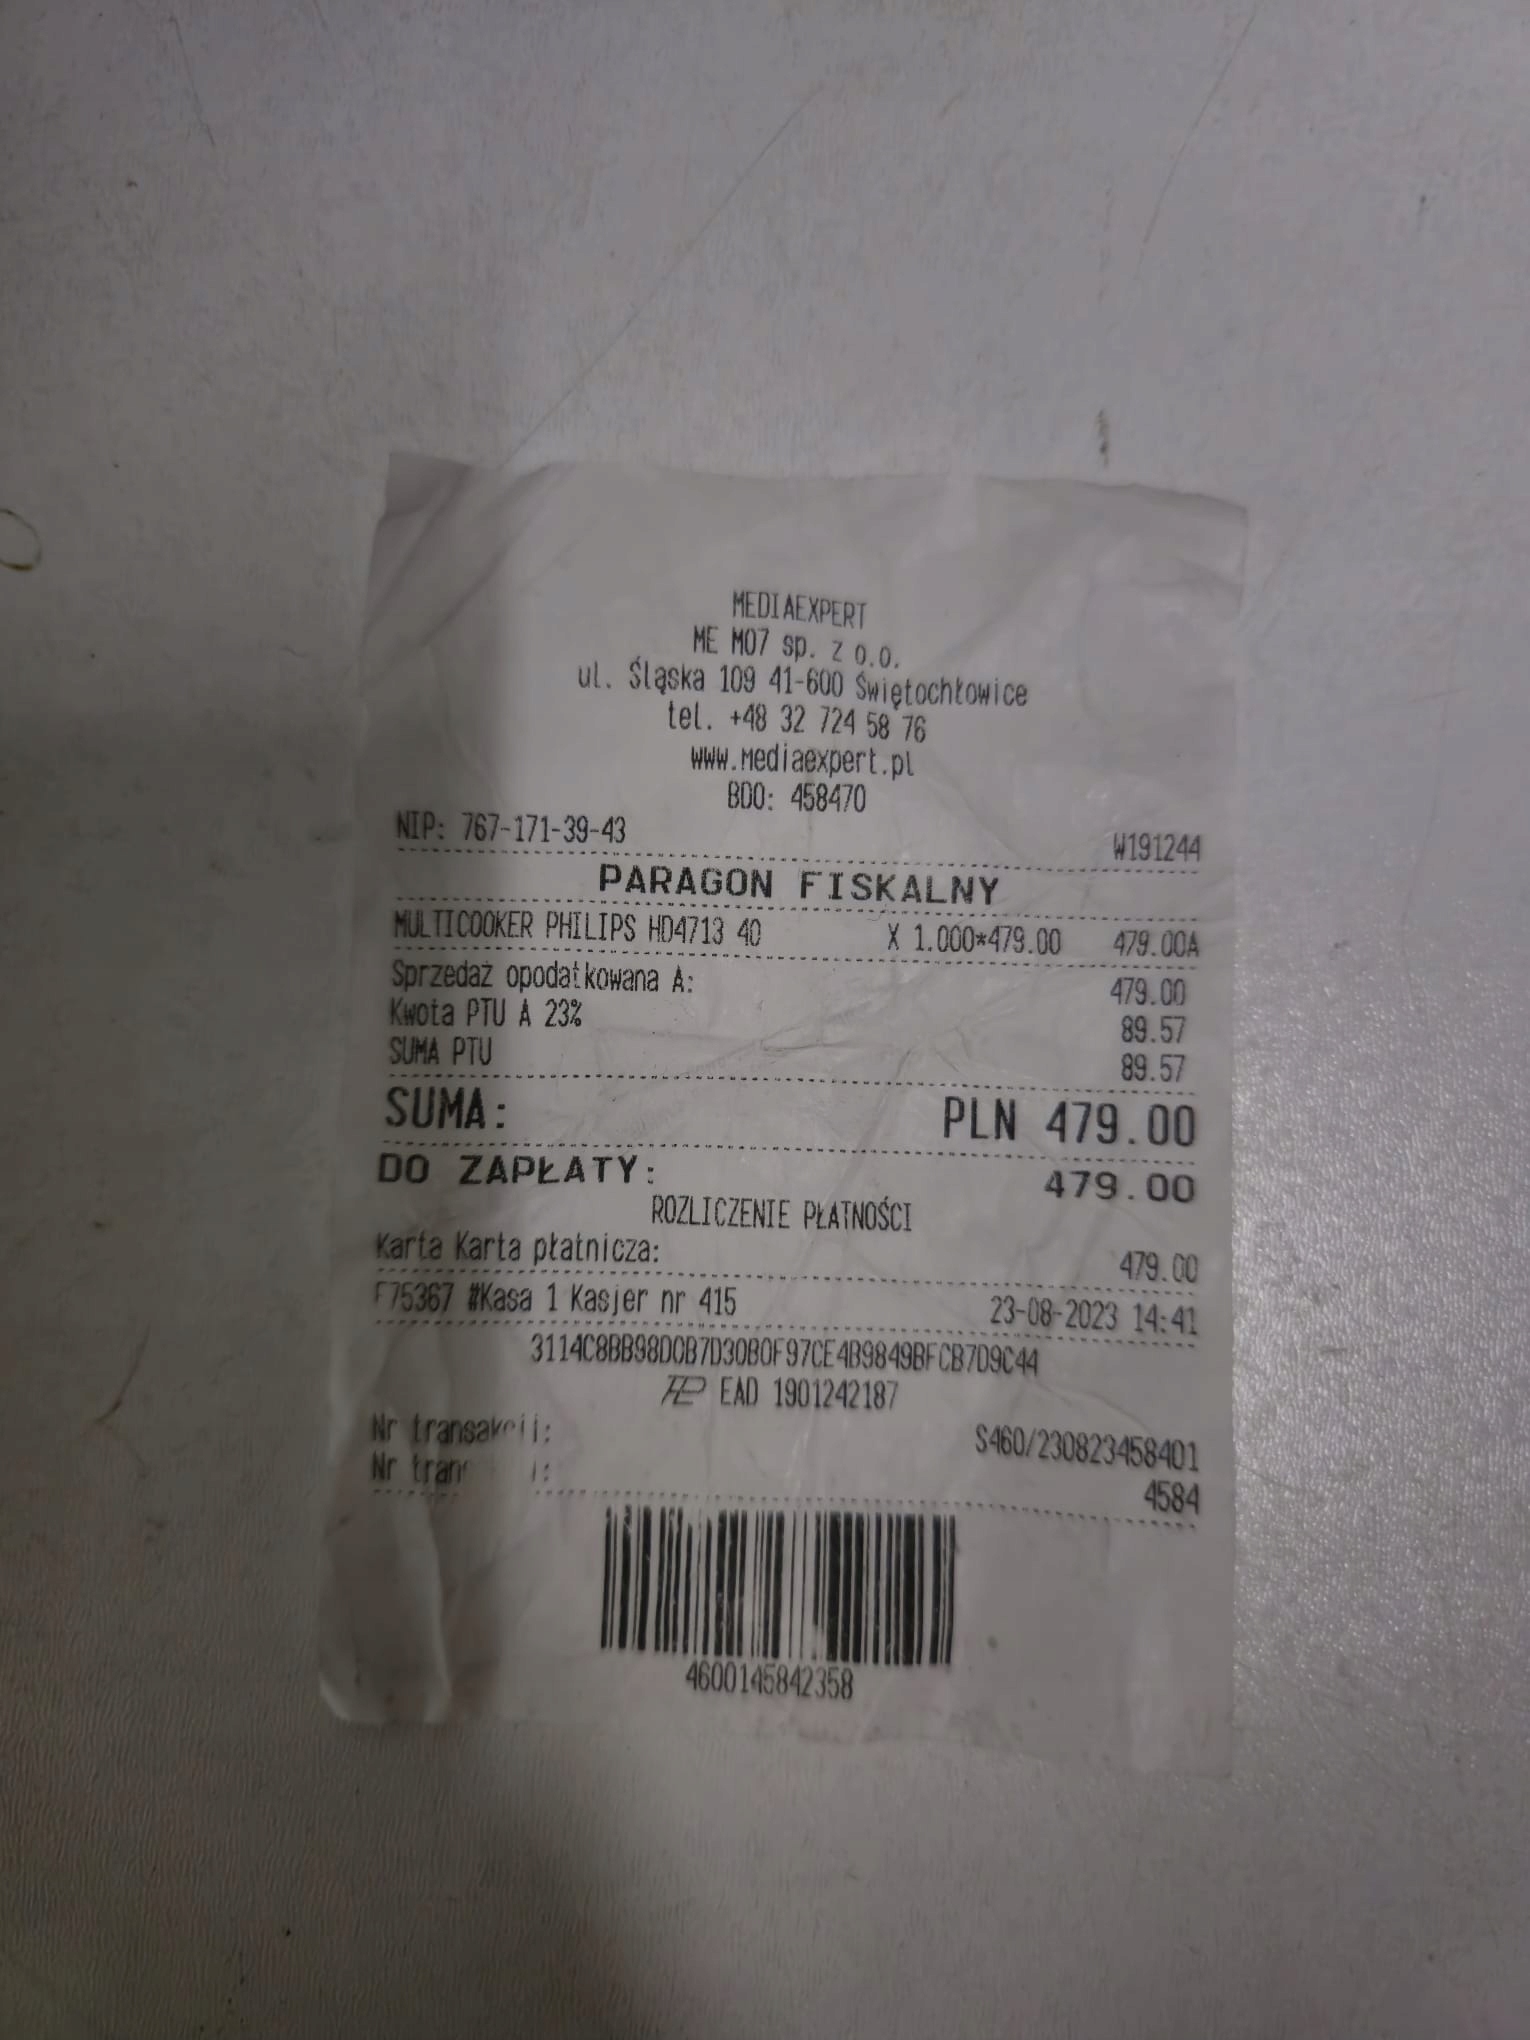 MEDIAEXPERT
ME M07 sp. z o.o.
ul. Śląska 109 41-600 Świętochłowice
tel. +48 32 724 58 76
www.mediaexpert.pl
BDO: 458470
NIP: 767-171-39-43 W191244
PARAGON FISKALNY
MULTICOOKER PHILIPS HD4713 40 X 1.000*479.00 479.00A
Sprzedaż opodatkowana A: 479.00
Kwota PTU A 23% 89.57
SUMA PTU 89.57
SUMA: PLN 479.00
DO ZAPŁATY: 479.00
ROZLICZENIE PŁATNOŚCI
Karta Karta płatnicza: 479.00
F75367 #Kasa 1 Kasjer nr 415 23-08-2023 14:41
3114C8BB98D0B7D30B0F97CE4B9849BFCB7D9C44
EAD 1901242187
Nr transakcji: S460/230823458401
Nr 4584
4600145842358